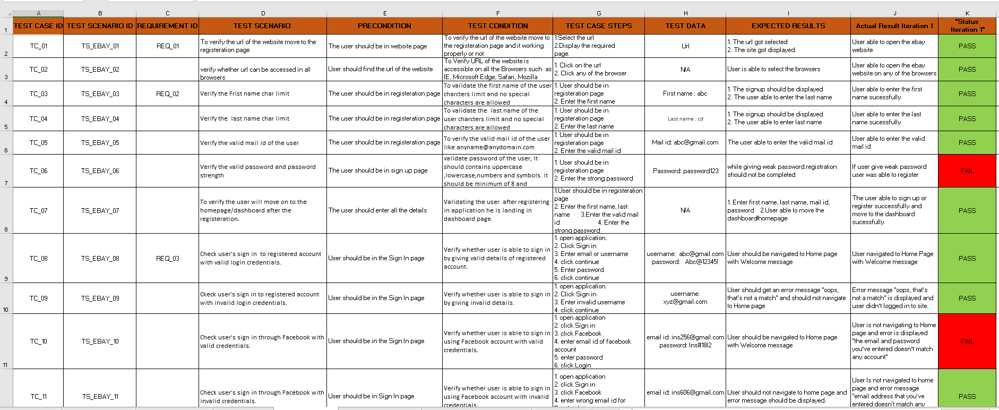 A B C D E F G H I J K
1 TEST CASE ID TEST SCENARIO ID REQUIREMENT ID TEST SCENARIO PRECONDITION TEST CONDITION TEST CASE STEPS TEST DATA EXPECTED RESULTS Actual Result Iteration 1 "Status
Iteration 1"
2
TC_01
TS_EBAY_01
REQ_01
To verify the url of the website move to the
registeration page
The user should be in website page
To verify the url of the website move to
the registeration page and it working
properly or not
1.Select the url
2.Display the required
page.
Url
1. The url got selected
2. The site got displayed.
User able to open the ebay
website
PASS
3
TC_02
TS_EBAY_02
verify whether url can be accessed in all
browsers
User should find the url of the website
To Verify URL of the website is
accessible on all the Browsers such as
IE, Microsoft Edge, Safari, Mozilla
1. Click on the url
2. Click any of the browser
N/A
User is able to select the browsers
User able to open the ebay
website on any of the browsers
PASS
4
TC_03
TS_EBAY_03
REQ_02
Verify the Frist name char limit
The user should be in registeration page
To validate the first name of the user
charcters limit and no special
characters are allowed
1. User should be in
registeration page
2. Enter the first name
First name : abc
1. The signup should be displayed
2. The user able to enter the last name
User able to enter the first
name sucessfully
PASS
5
TC_04
TS_EBAY_04
Verify the last name char limit
The user should be in registeration page
To validate the last name of the
user charcters limit and no special
characters are allowed
1. User should be in
registeration page
2. Enter the last name
Last name : cd
1. The signup should be displayed
2. The user able to enter last name
User able to enter the last
name sucessfully
PASS
6
TC_05
TS_EBAY_05
Verify the valid mail id of the user
The user should be in registeration page
To verify the valid mail id of the user
like anyname@anydomain.com
1. User should be in
registeration page
2. Enter the valid mail id
Mail id: abc@gmail.com
The user able to enter the valid mail id
User able to enter the valid
mail id
PASS
7
TC_06
TS_EBAY_06
Verify the valid password and password
strength
The user should be in sign up page
validate password of the user, It
should contains uppercase
,lowercase,numbers and symbols. it
should be minimum of 8 and
1. User should be in
registeration page
2. Enter the strong password
Password: password123
while giving weak password.registration
should not be completed
If user give weak password
user was able to register
FAIL
8
TC_07
TS_EBAY_07
To verify the user will move on to the
homepage/dashboard after the
registeration.
The user should enter all the details
Validating the user after registering
in application he is landing in
dashboard page.
1.User should be in registeration
page
2. Enter the first name, last
name 3.Enter the valid mail
id 4. Enter the
strong password
N/A
1. Enter first name, last name, mail id,
password 2.User able to move the
dashboard/homepage
The user able to sign up or
register successfully and
move to the dashboard
sucessfully.
PASS
9
TC_08
TS_EBAY_08
REQ_03
Check user's sign in to registered account
with valid login credentials.
User should be in the Sign In page
Verify whether user is able to sign in
by giving valid details of registered
account.
1. open application.
2. Click Sign in
3. Enter email or username
4. click continue
5. Enter password
6. click continue
username: abc@gmail.com
password: Abc@12345!
User should be navigated to Home page
with Welcome message
User navigated to Home Page
with Welcome message
PASS
10
TC_09
TS_EBAY_09
Ckeck user's sign in to registered account
with invalid login credentials.
User should be in the Sign In page
Verify whether user is able to sign in
by giving invalid details.
1. open application.
2. Click Sign in
3. Enter invalid username
4. click continue
username:
xyz@gmail.com
User should get an error message "oops,
that's not a match" and should not navigate
to Home page
Error message "oops, that's
not a match" is displayed and
user didn't logged in to site.
PASS
11
TC_10
TS_EBAY_10
Check user's sign in through Facebook with
valid credentials.
User should be in the Sign In page
Verify whether user is able to sign in
using Facebook account with valid
credentials.
1. open application
2. click Sign in
3. click Facebook
4. enter email id of facebook
account
5. enter password
6. click Login
email id: ins256@gmail.com
password: Ins#18l2
User should be navigated to Home page
with Welcome message
User is not navigating to Home
page and error is displayed
"the email and password
you've entered doesn't match
any account"
FAIL
TC_11
TS_EBAY_11
Check user's sign in through Facebook with
invalid credentials.
User should be in Sign In page
Verify whether user is able to sign in
using Facebook account with invalid
credentials.
1. open application
2. click Sign in
3. click Facebook
4. enter wrong email id for
email id: ins606@gmail.com
User should not navigate to home page and
error message should be displayed.
User Is not navigated to home
page and error message
"email address that you've
entered doesn't match any
PASS